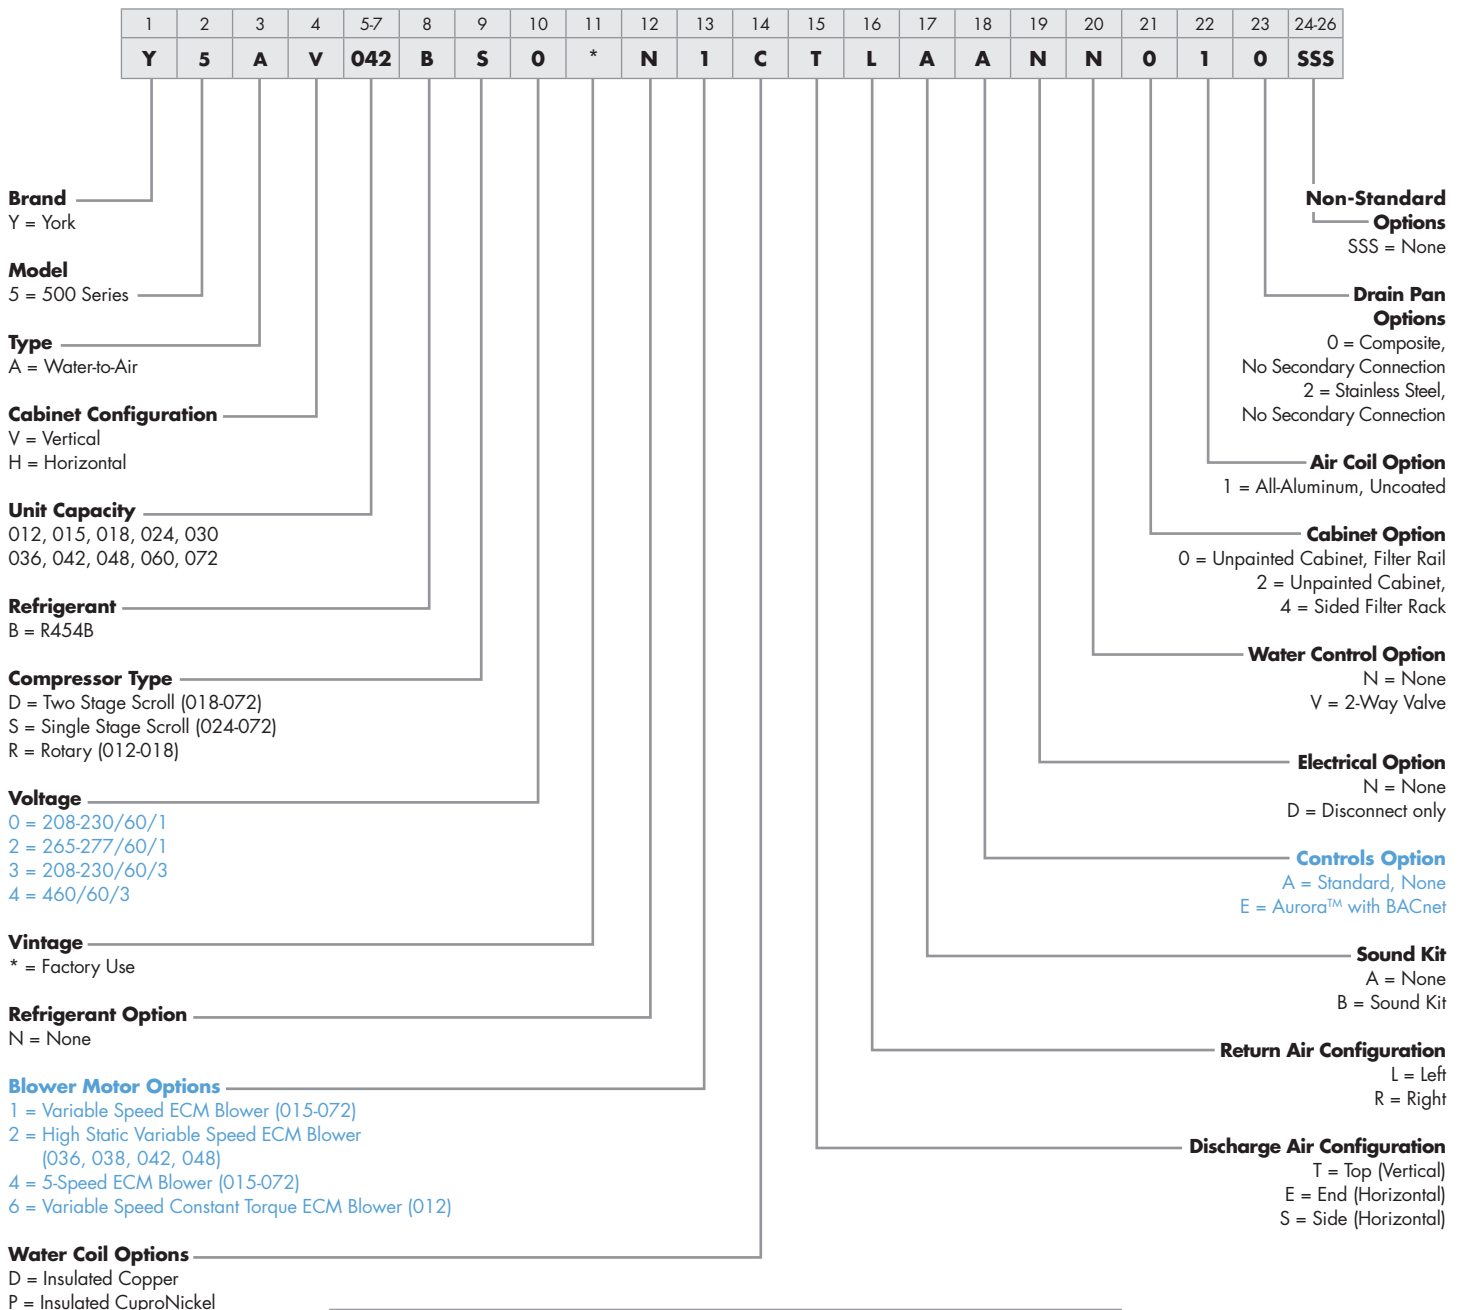 1 2 3 4 5-7 8 9 10 11 12 13 14 15 16 17 18 19 20 21 22 23 24-26
Y 5 A V 042 B S 0 * N 1 C T L A A N N 0 1 0 SSS
Brand
Y = York
Model
5 = 500 Series
Type
A = Water-to-Air
Cabinet Configuration
V = Vertical
H = Horizontal
Unit Capacity
012, 015, 018, 024, 030
036, 042, 048, 060, 072
Refrigerant
B = R454B
Compressor Type
D = Two Stage Scroll (018-072)
S = Single Stage Scroll (024-072)
R = Rotary (012-018)
Voltage
0 = 208-230/60/1
2 = 265-277/60/1
3 = 208-230/60/3
4 = 460/60/3
Vintage
* = Factory Use
Refrigerant Option
N = None
Blower Motor Options
1 = Variable Speed ECM Blower (015-072)
2 = High Static Variable Speed ECM Blower
(036, 038, 042, 048)
4 = 5-Speed ECM Blower (015-072)
6 = Variable Speed Constant Torque ECM Blower (012)
Water Coil Options
D = Insulated Copper
P = Insulated CuproNickel
Non-Standard
Options
SSS = None
Drain Pan
Options
0 = Composite,
No Secondary Connection
2 = Stainless Steel,
No Secondary Connection
Air Coil Option
1 = All-Aluminum, Uncoated
Cabinet Option
0 = Unpainted Cabinet, Filter Rail
2 = Unpainted Cabinet,
4 = Sided Filter Rack
Water Control Option
N = None
V = 2-Way Valve
Electrical Option
N = None
D = Disconnect only
Controls Option
A = Standard, None
E = Aurora™ with BACnet
Sound Kit
A = None
B = Sound Kit
Return Air Configuration
L = Left
R = Right
Discharge Air Configuration
T = Top (Vertical)
E = End (Horizontal)
S = Side (Horizontal)